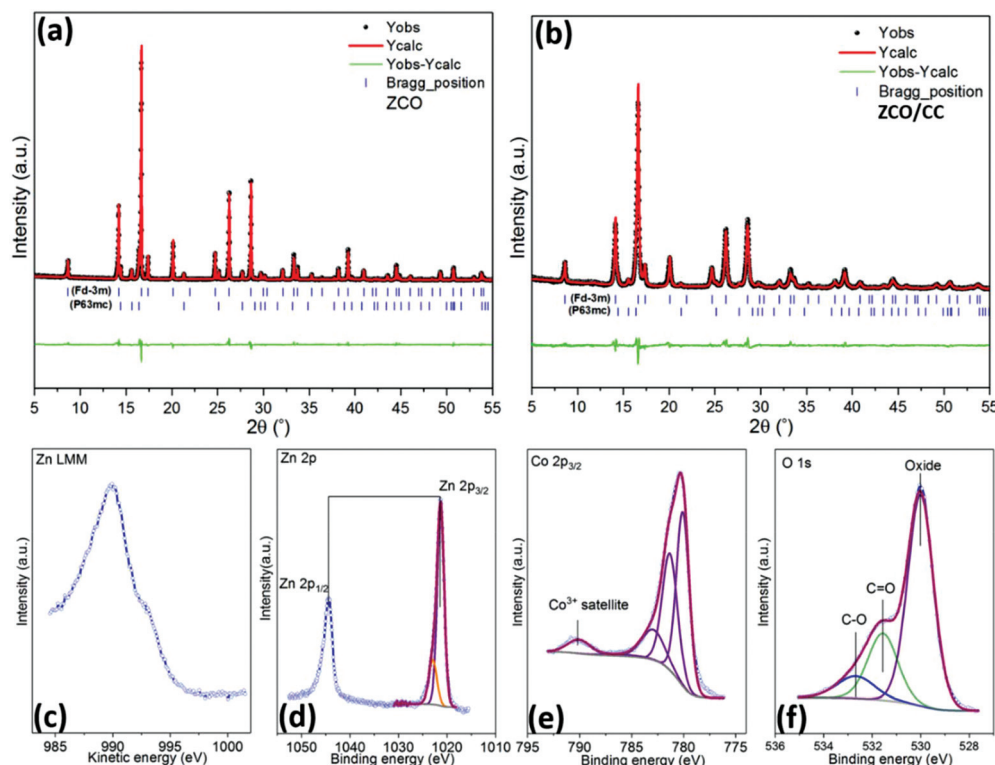 (a)
Yobs
Ycalc
Yobs-Ycalc
Bragg_position
ZCO
Intensity (a.u.)
(Fd-3m)
(P63mc)
5 10 15 20 25 30 35 40 45 50 55
2θ (°)
(b)
Yobs
Ycalc
Yobs-Ycalc
Bragg_position
ZCO/CC
Intensity (a.u.)
(Fd-3m)
(P63mc)
5 10 15 20 25 30 35 40 45 50 55
2θ (°)
Zn LMM
Intensity (a.u.)
(c)
985 990 995 1000
Kinetic energy (eV)
Zn 2p
Zn 2p3/2
Zn 2p1/2
Intensity(a.u.)
(d)
1050 1040 1030 1020 1010
Binding energy (eV)
Co 2p3/2
Co3+ satellite
Intensity (a.u.)
(e)
795 790 785 780 775
Binding energy (eV)
O 1s
Oxide
C=O
C-O
Intensity (a.u.)
(f)
536 534 532 530 528
Binding energy (eV)